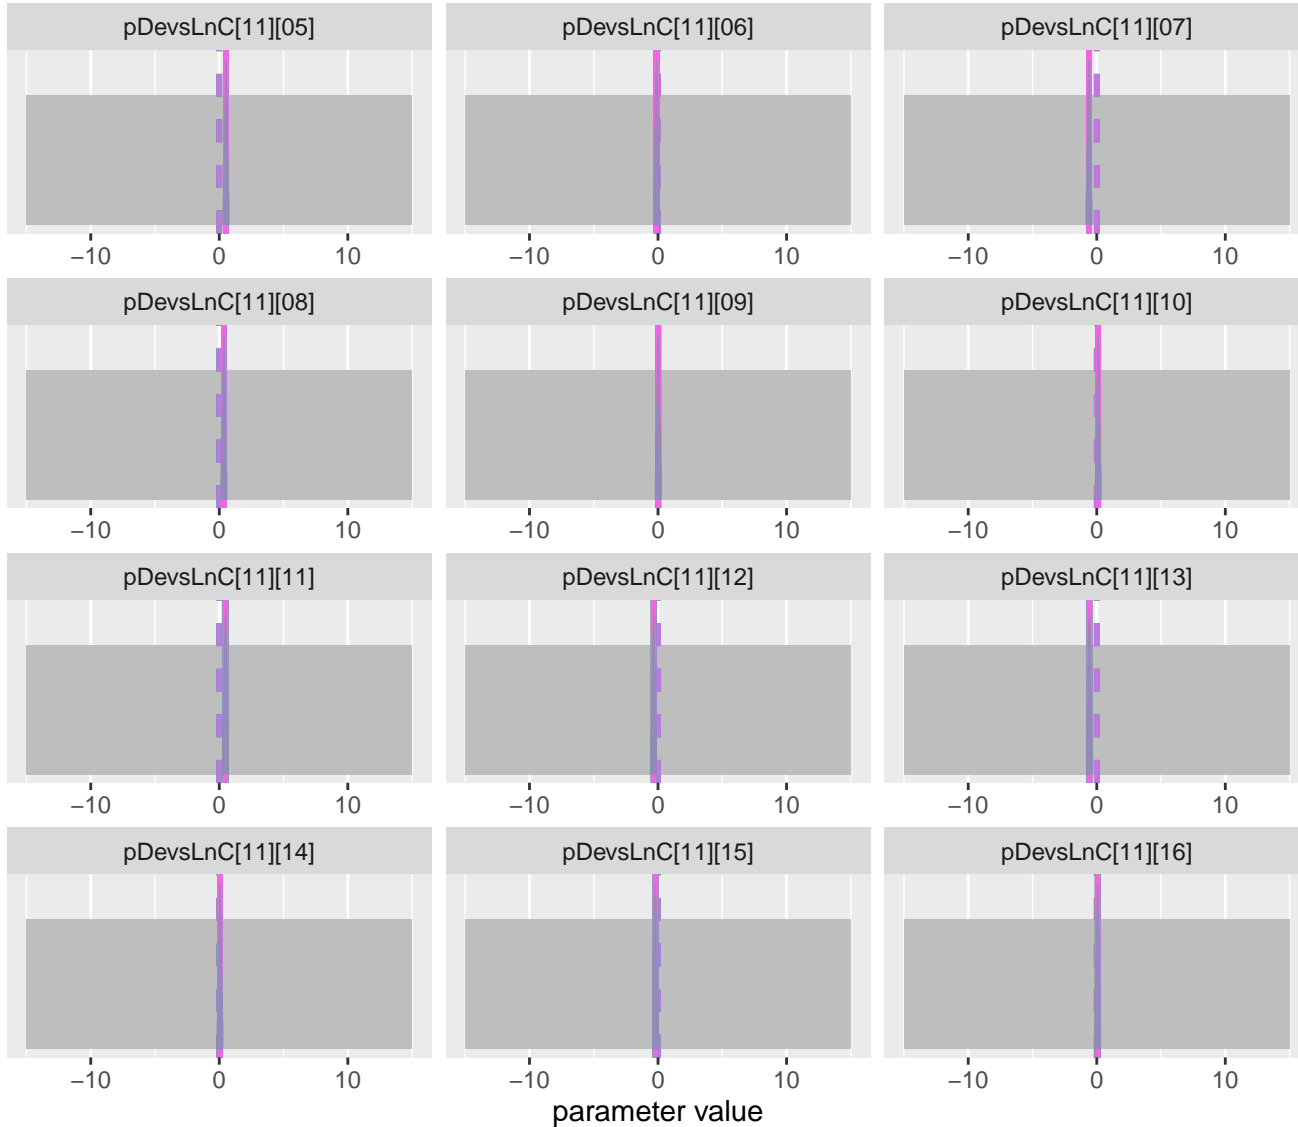 pDevsLnC[11][05] pDevsLnC[11][06] pDevsLnC[11][07]
−10 0 10 −10 0 10 −10 0 10
pDevsLnC[11][08] pDevsLnC[11][09] pDevsLnC[11][10]
−10 0 10 −10 0 10 −10 0 10
pDevsLnC[11][11] pDevsLnC[11][12] pDevsLnC[11][13]
−10 0 10 −10 0 10 −10 0 10
pDevsLnC[11][14] pDevsLnC[11][15] pDevsLnC[11][16]
−10 0 10 −10 0 10 −10 0 10
parameter value